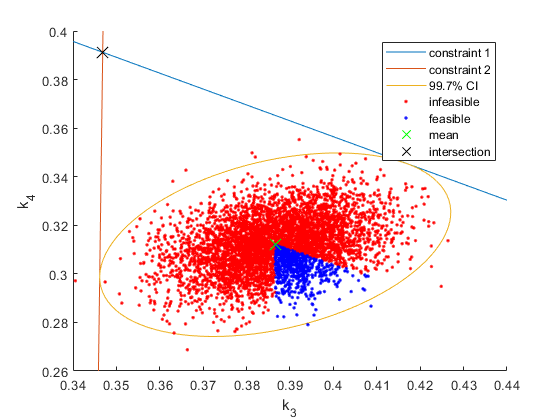 0.4
0.38
0.36
0.34
0.32
0.3
0.28
0.26
k4
0.34
0.35
0.36
0.37
0.38
0.39
0.4
0.41
0.42
0.43
0.44
k3
constraint 1
constraint 2
99.7% CI
infeasible
feasible
mean
intersection